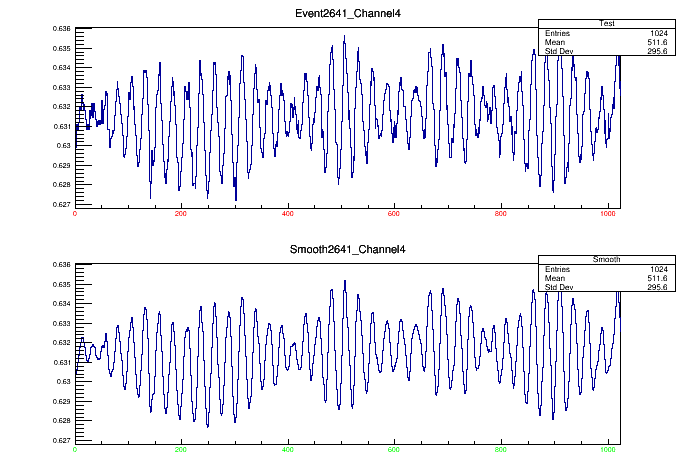 Event2641_Channel4
Test
Entries 1024
Mean 511.6
Std Dev 295.6
0.636
0.635
0.634
0.633
0.632
0.631
0.63
0.629
0.628
0.627
0 200 400 600 800 1000
Smooth2641_Channel4
Smooth
Entries 1024
Mean 511.6
Std Dev 295.6
0.636
0.635
0.634
0.633
0.632
0.631
0.63
0.629
0.628
0.627
0 200 400 600 800 1000